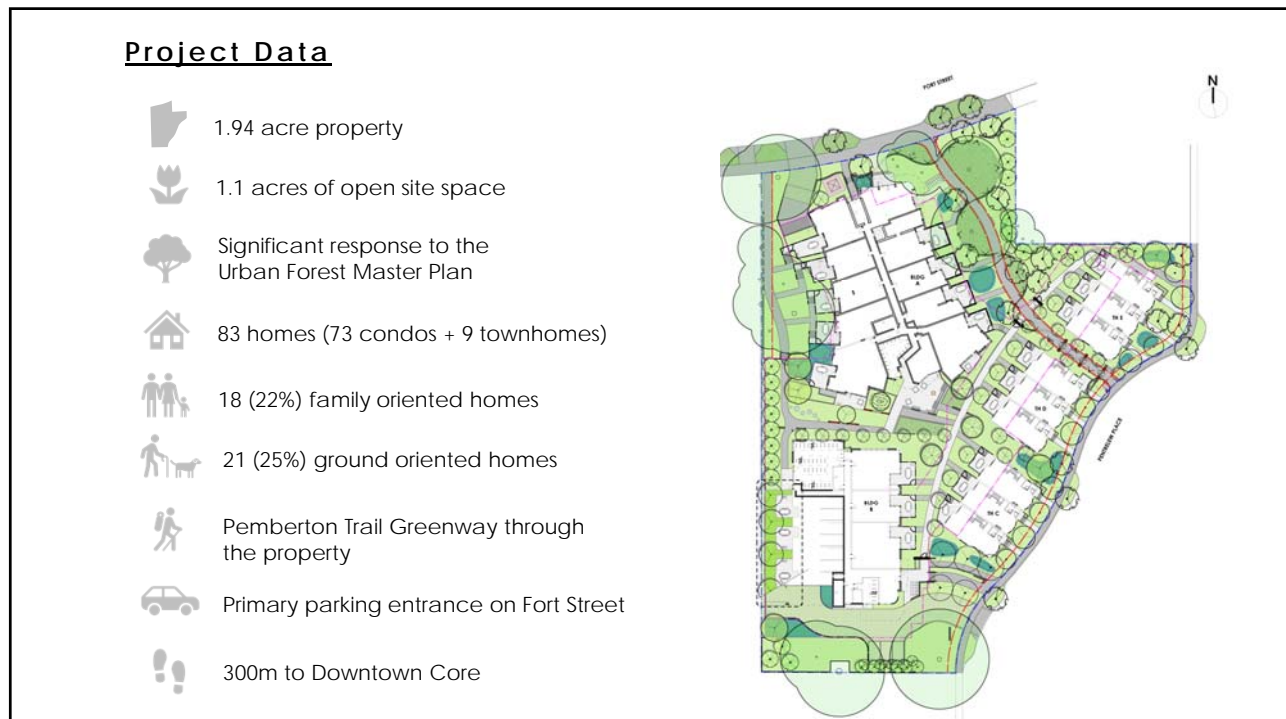 Project Data
1.94 acre property
1.1 acres of open site space
Significant response to the
Urban Forest Master Plan
83 homes (73 condos + 9 townhomes)
18 (22%) family oriented homes
21 (25%) ground oriented homes
Pemberton Trail Greenway through
the property
Primary parking entrance on Fort Street
300m to Downtown Core
FORT STREET
N
BLDG
A
TH E
TH D
PENTRELEW PLACE
TH C
BLDG
B